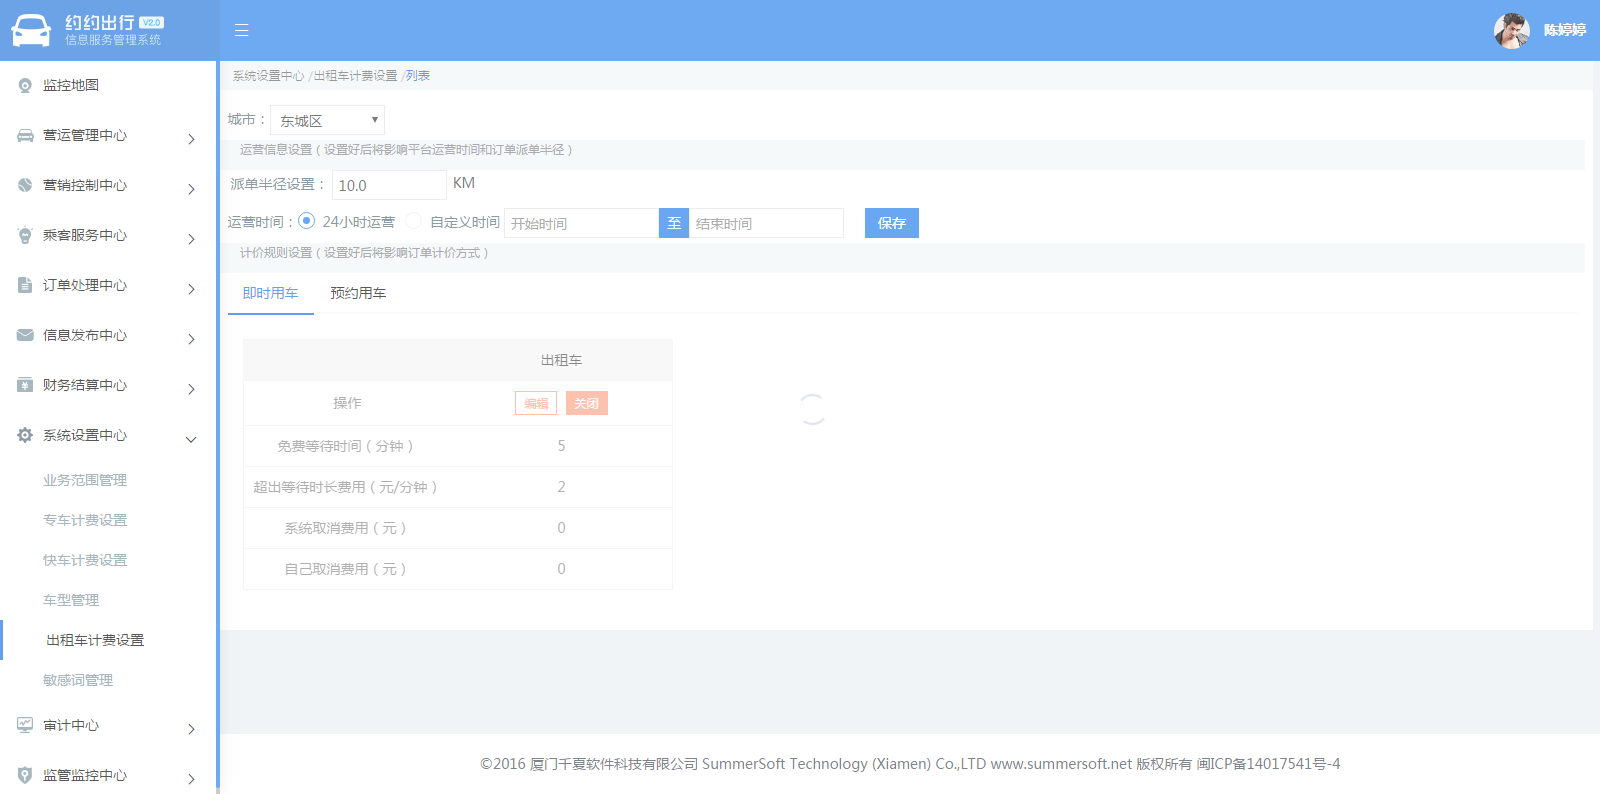 约约出行 V2.0
信息服务管理系统
陈婷婷
监控地图
营运管理中心
营销控制中心
乘客服务中心
订单处理中心
信息发布中心
财务结算中心
系统设置中心
业务范围管理
专车计费设置
快车计费设置
车型管理
出租车计费设置
敏感词管理
审计中心
监管监控中心
系统设置中心 /出租车计费设置 /列表
城市： 东城区
运营信息设置（设置好后将影响平台运营时间和订单派单半径）
派单半径设置： 10.0 KM
运营时间： 24小时运营 自定义时间 开始时间 至 结束时间 保存
计价规则设置（设置好后将影响订单计价方式）
即时用车 预约用车
出租车
操作 编辑 关闭
免费等待时间（分钟） 5
超出等待时长费用（元/分钟） 2
系统取消费用（元） 0
自己取消费用（元） 0
©2016 厦门千夏软件科技有限公司 SummerSoft Technology (Xiamen) Co.,LTD www.summersoft.net 版权所有 闽ICP备14017541号-4